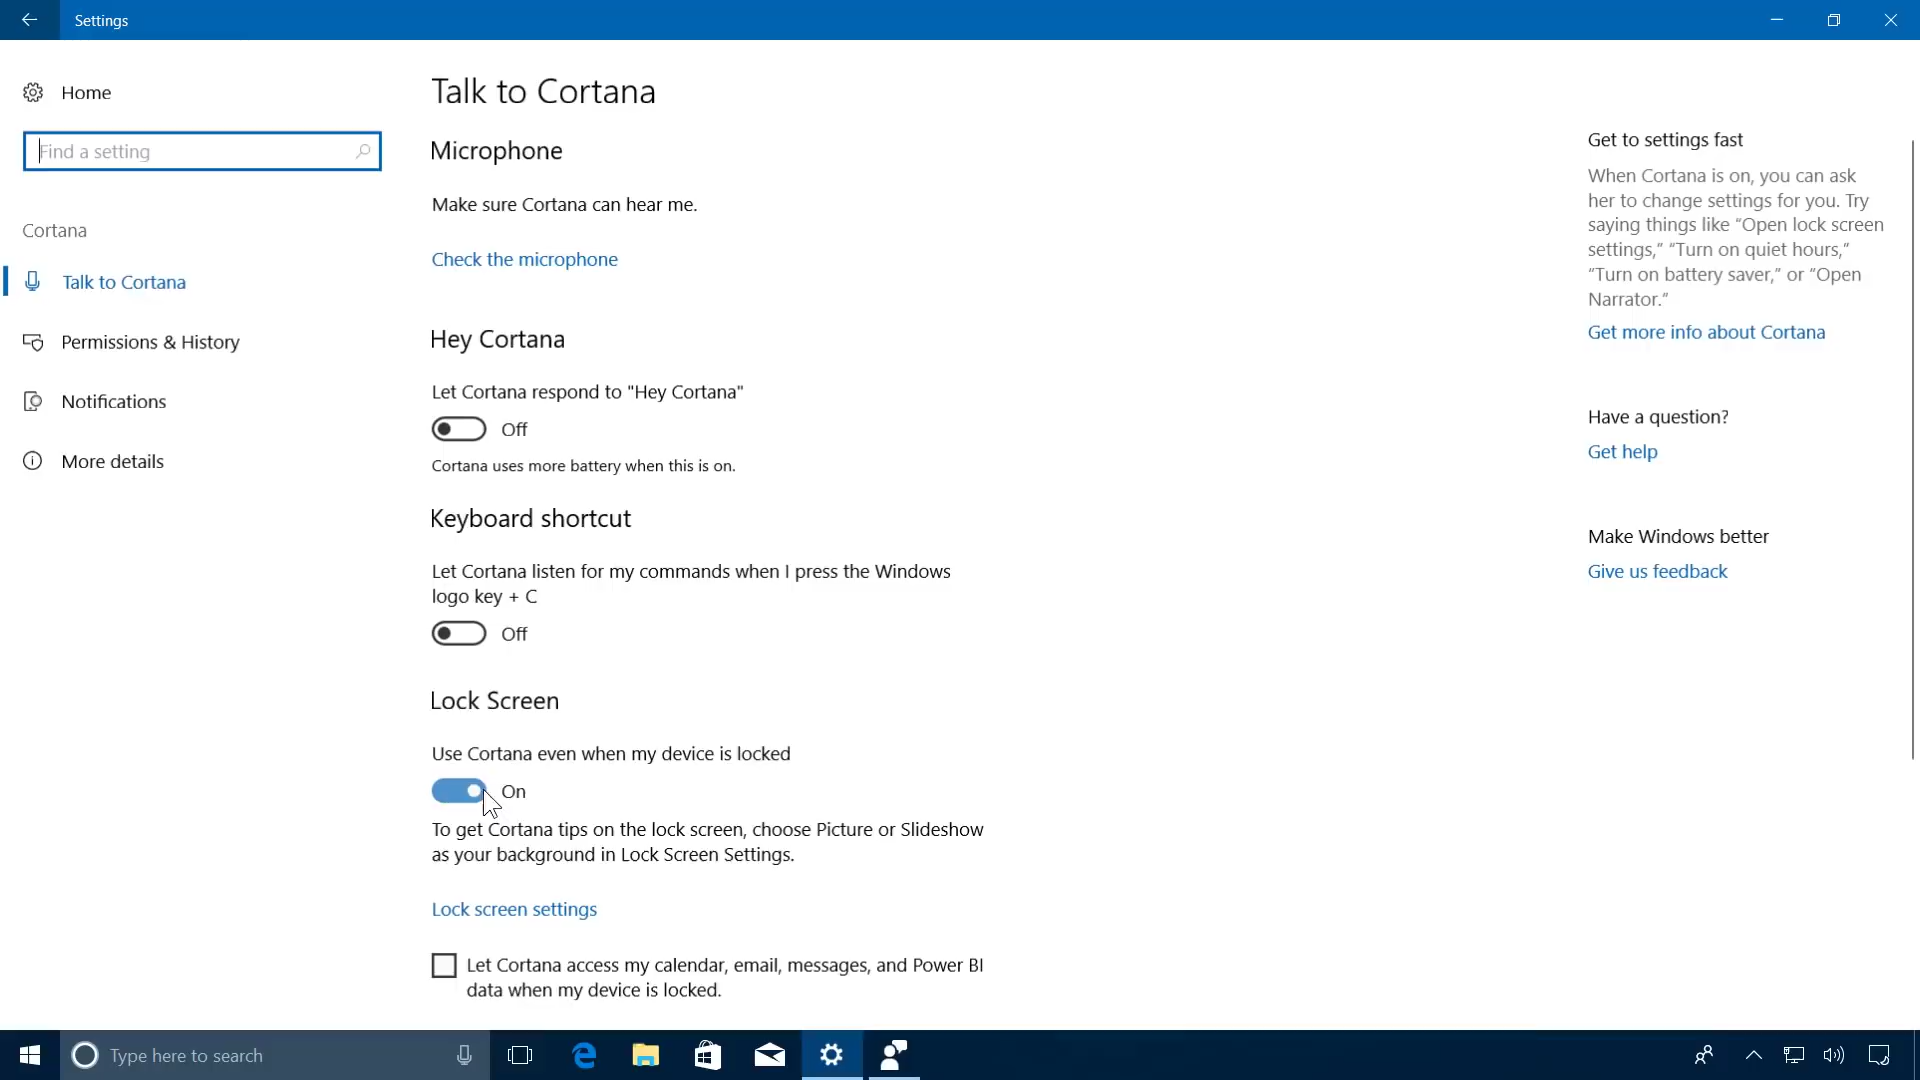 Settings
Home
Find a setting
Cortana
Talk to Cortana
Permissions & History
Notifications
More details
Talk to Cortana
Microphone
Make sure Cortana can hear me.
Check the microphone
Hey Cortana
Let Cortana respond to "Hey Cortana"
Off
Cortana uses more battery when this is on.
Keyboard shortcut
Let Cortana listen for my commands when I press the Windows
logo key + C
Off
Lock Screen
Use Cortana even when my device is locked
On
To get Cortana tips on the lock screen, choose Picture or Slideshow
as your background in Lock Screen Settings.
Lock screen settings
Let Cortana access my calendar, email, messages, and Power BI
data when my device is locked.
Get to settings fast
When Cortana is on, you can ask
her to change settings for you. Try
saying things like “Open lock screen
settings,” “Turn on quiet hours,”
“Turn on battery saver,” or “Open
Narrator.”
Get more info about Cortana
Have a question?
Get help
Make Windows better
Give us feedback
Type here to search